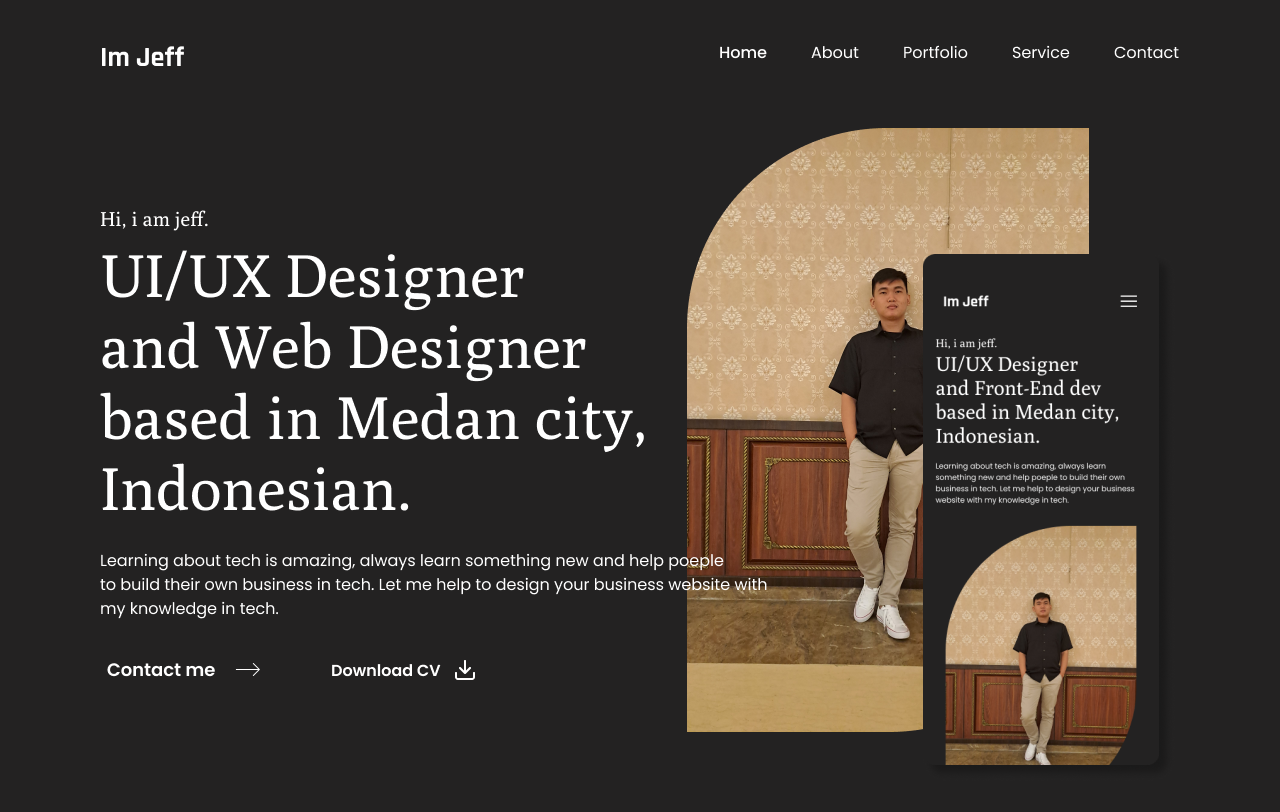 Im Jeff
Home About Portfolio Service Contact
Hi, i am jeff.
UI/UX Designer
and Web Designer
based in Medan city,
Indonesian.
Learning about tech is amazing, always learn something new and help poeple
to build their own business in tech. Let me help to design your business website with
my knowledge in tech.
Contact me
Download CV
Im Jeff
Hi, i am jeff.
UI/UX Designer
and Front-End dev
based in Medan city,
Indonesian.
Learning about tech is amazing, always learn
something new and help poeple to build their own
business in tech. Let me help to design your business
website with my knowledge in tech.